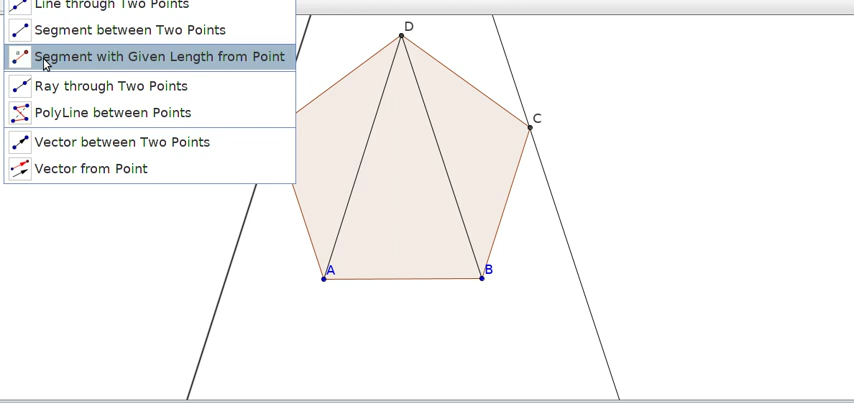 Line through Two Points
Segment between Two Points
Segment with Given Length from Point
Ray through Two Points
PolyLine between Points
Vector between Two Points
Vector from Point
D
C
A
B